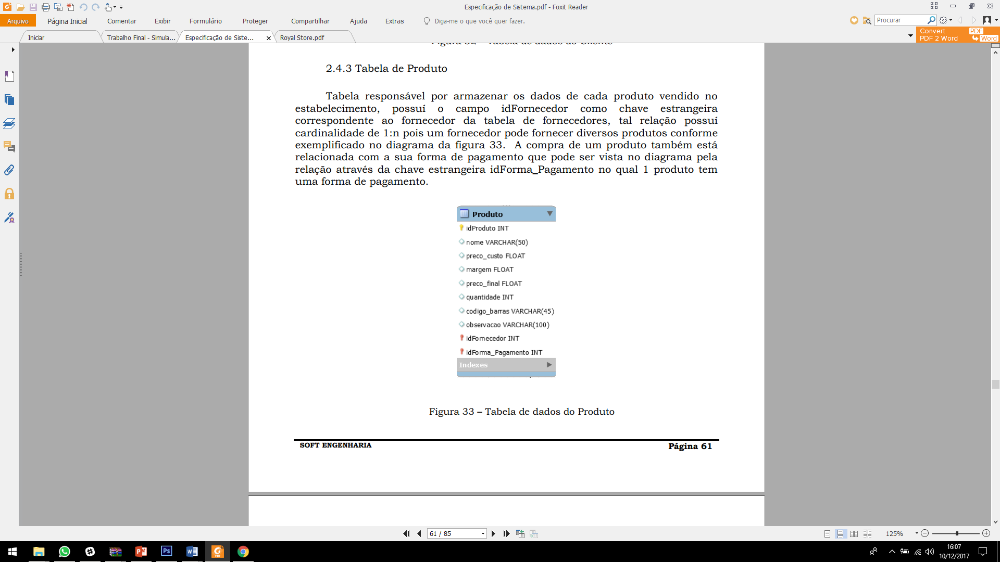 Especificação de Sistema.pdf - Foxit Reader
Arquivo Página Inicial Comentar Exibir Formulário Proteger Compartilhar Ajuda Extras Diga-me o que você quer fazer. Procurar
Iniciar Trabalho Final - Simula... Especificação de Siste... Royal Store.pdf
Convert PDF
PDF 2 Word Word
Figura 32 – Tabela de dados do Cliente
2.4.3 Tabela de Produto
Tabela responsável por armazenar os dados de cada produto vendido no
estabelecimento, possuí o campo idFornecedor como chave estrangeira
correspondente ao fornecedor da tabela de fornecedores, tal relação possuí
cardinalidade de 1:n pois um fornecedor pode fornecer diversos produtos conforme
exemplificado no diagrama da figura 33. A compra de um produto também está
relacionada com a sua forma de pagamento que pode ser vista no diagrama pela
relação através da chave estrangeira idForma_Pagamento no qual 1 produto tem
uma forma de pagamento.
Produto
idProduto INT
nome VARCHAR(50)
preco_custo FLOAT
margem FLOAT
preco_final FLOAT
quantidade INT
codigo_barras VARCHAR(45)
observacao VARCHAR(100)
idFornecedor INT
idForma_Pagamento INT
Indexes
Figura 33 – Tabela de dados do Produto
SOFT ENGENHARIA Página 61
61 / 85 125%
16:07
10/12/2017